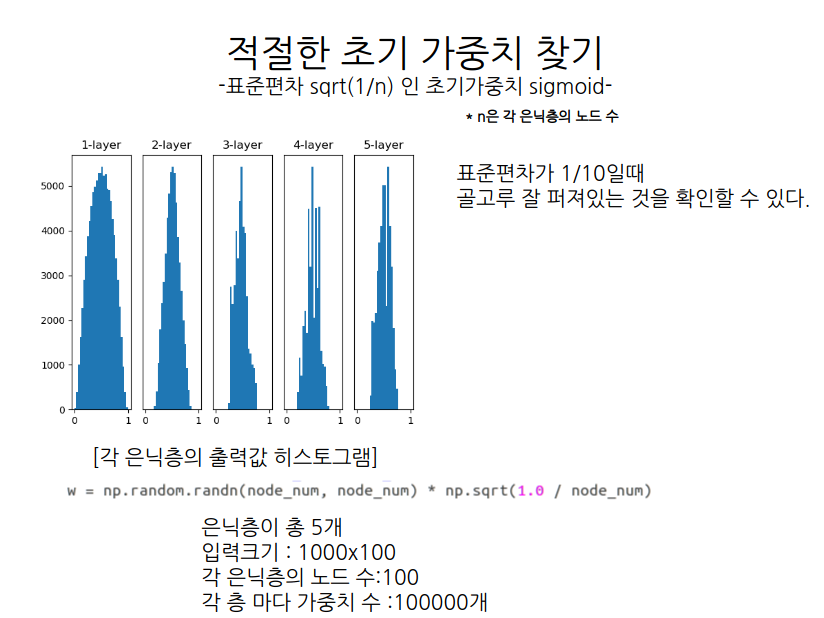 적절한 초기 가중치 찾기
-표준편차 sqrt(1/n) 인 초기가중치 sigmoid-
* n은 각 은닉층의 노드 수
1-layer 2-layer 3-layer 4-layer 5-layer
5000
4000
3000
2000
1000
0
0 1 0 1 0 1 0 1 0 1
표준편차가 1/10일때
골고루 잘 퍼져있는 것을 확인할 수 있다.
[각 은닉층의 출력값 히스토그램]
w = np.random.randn(node_num, node_num) * np.sqrt(1.0 / node_num)
은닉층이 총 5개
입력크기 : 1000x100
각 은닉층의 노드 수:100
각 층 마다 가중치 수 :100000개